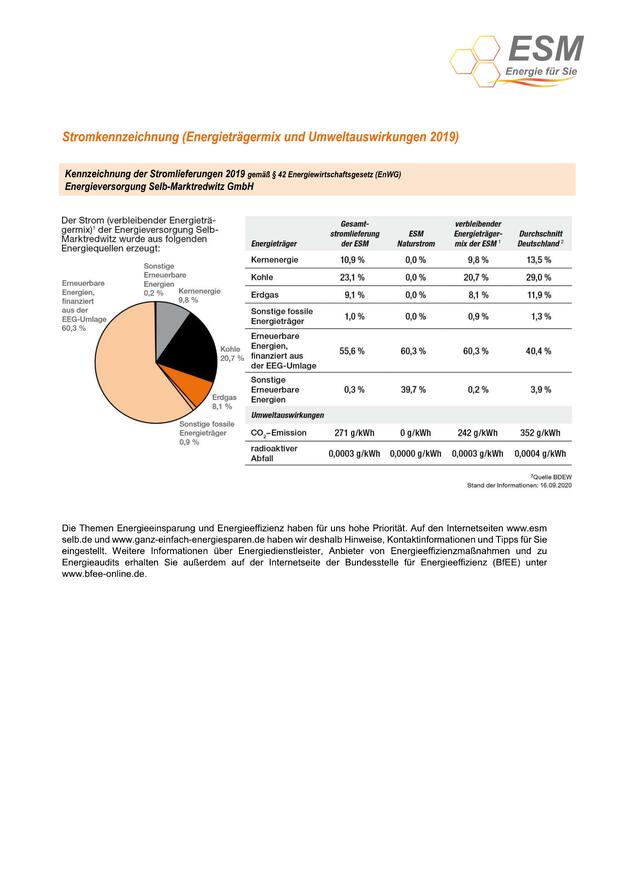 ESM
Energie für Sie
Stromkennzeichnung (Energieträgermix und Umweltauswirkungen 2019)
Kennzeichnung der Stromlieferungen 2019 gemäß § 42 Energiewirtschaftsgesetz (EnWG)
Energieversorgung Selb-Marktredwitz GmbH
Der Strom (verbleibender Energieträ-
germix)¹ der Energieversorgung Selb-
Marktredwitz wurde aus folgenden
Energiequellen erzeugt:
Sonstige
Erneuerbare
Energien
0,2 %
Kernenergie
9,8 %
Erneuerbare
Energien,
finanziert
aus der
EEG-Umlage
60,3 %
Kohle
20,7 %
Erdgas
8,1 %
Sonstige fossile
Energieträger
0,9 %
Energieträger
Gesamt-
stromlieferung
der ESM
ESM
Naturstrom
verbleibender
Energieträger-
mix der ESM ¹
Durchschnitt
Deutschland ²
Kernenergie 10,9 % 0,0 % 9,8 % 13,5 %
Kohle 23,1 % 0,0 % 20,7 % 29,0 %
Erdgas 9,1 % 0,0 % 8,1 % 11,9 %
Sonstige fossile
Energieträger 1,0 % 0,0 % 0,9 % 1,3 %
Erneuerbare
Energien,
finanziert aus
der EEG-Umlage 55,6 % 60,3 % 60,3 % 40,4 %
Sonstige
Erneuerbare
Energien 0,3 % 39,7 % 0,2 % 3,9 %
Umweltauswirkungen
CO₂–Emission 271 g/kWh 0 g/kWh 242 g/kWh 352 g/kWh
radioaktiver
Abfall 0,0003 g/kWh 0,0000 g/kWh 0,0003 g/kWh 0,0004 g/kWh
²Quelle BDEW
Stand der Informationen: 16.09.2020
Die Themen Energieeinsparung und Energieeffizienz haben für uns hohe Priorität. Auf den Internetseiten www.esm
selb.de und www.ganz-einfach-energiesparen.de haben wir deshalb Hinweise, Kontaktinformationen und Tipps für Sie
eingestellt. Weitere Informationen über Energiedienstleister, Anbieter von Energieeffizienzmaßnahmen und zu
Energieaudits erhalten Sie außerdem auf der Internetseite der Bundesstelle für Energieeffizienz (BfEE) unter
www.bfee-online.de.